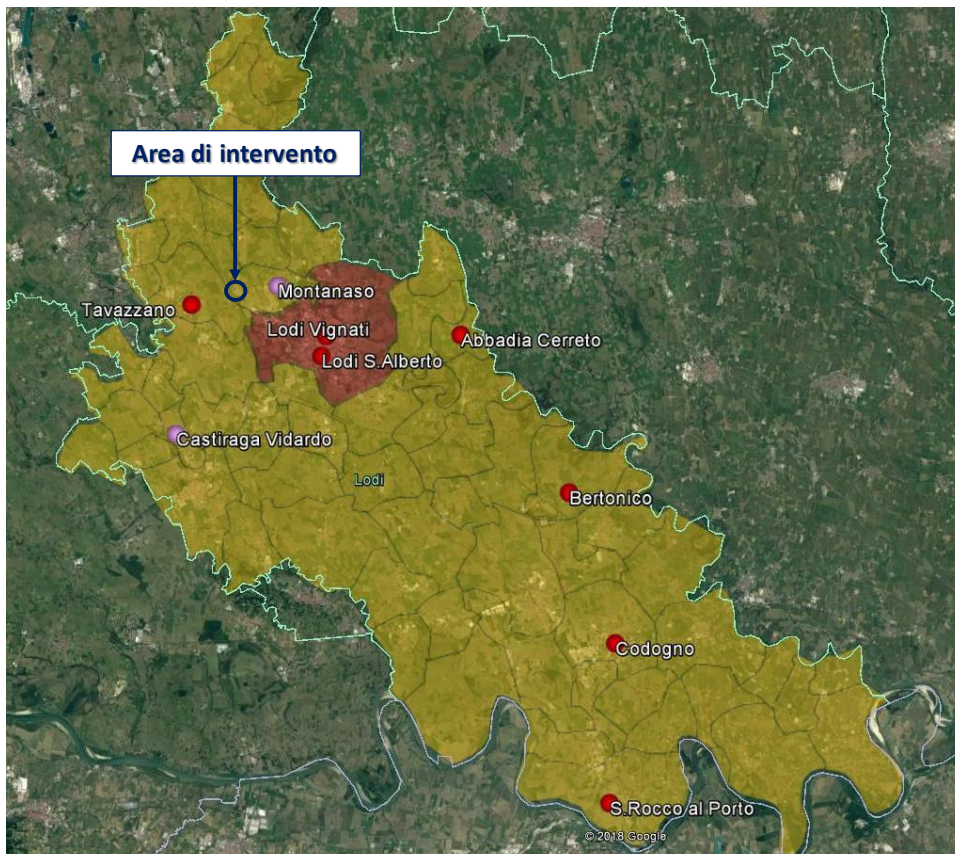 Area di intervento
Montanaso
Tavazzano
Lodi Vignati
Abbadia Cerreto
Lodi S.Alberto
Castiraga Vidardo
Lodi
Bertonico
Codogno
S.Rocco al Porto
© 2018 Google